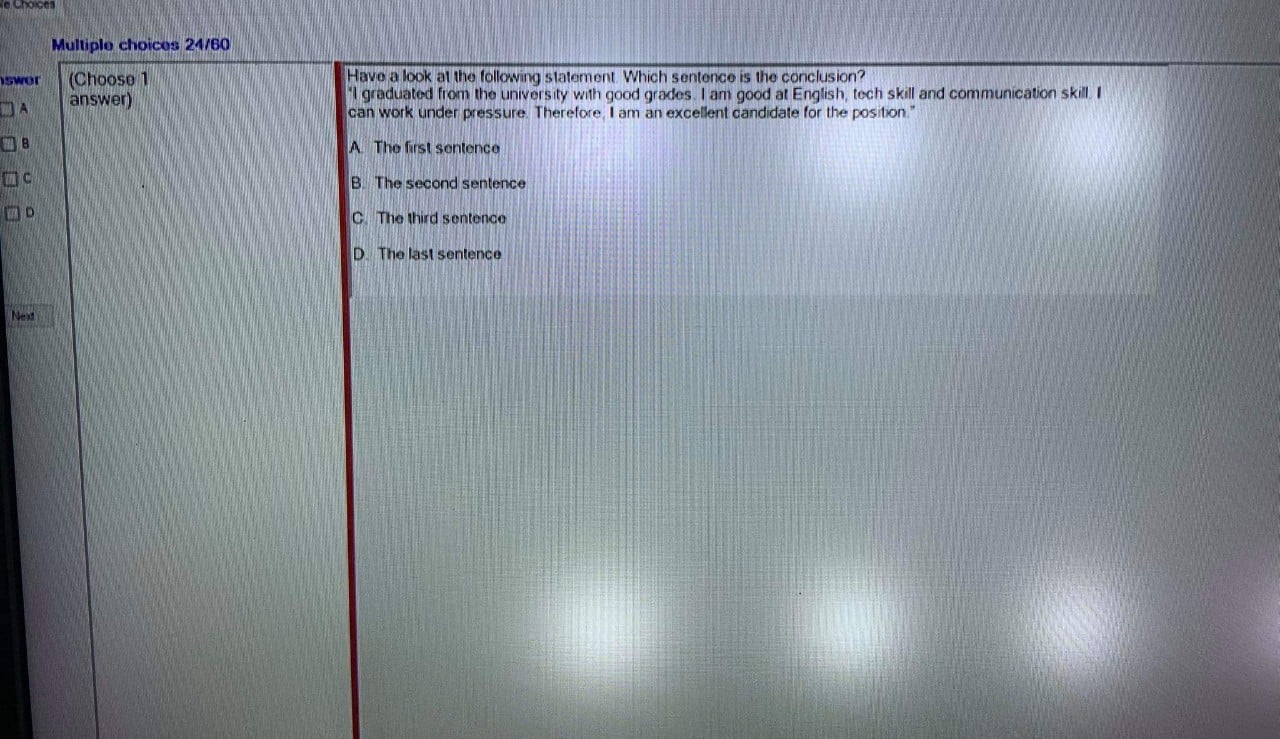 Multiple choices 24/60
(Choose 1
answer)
A
B
C
D
Next
Have a look at the following statement. Which sentence is the conclusion?
"I graduated from the university with good grades. I am good at English, tech skill and communication skill. I
can work under pressure. Therefore, I am an excellent candidate for the position."
A. The first sentence
B. The second sentence
C. The third sentence
D. The last sentence